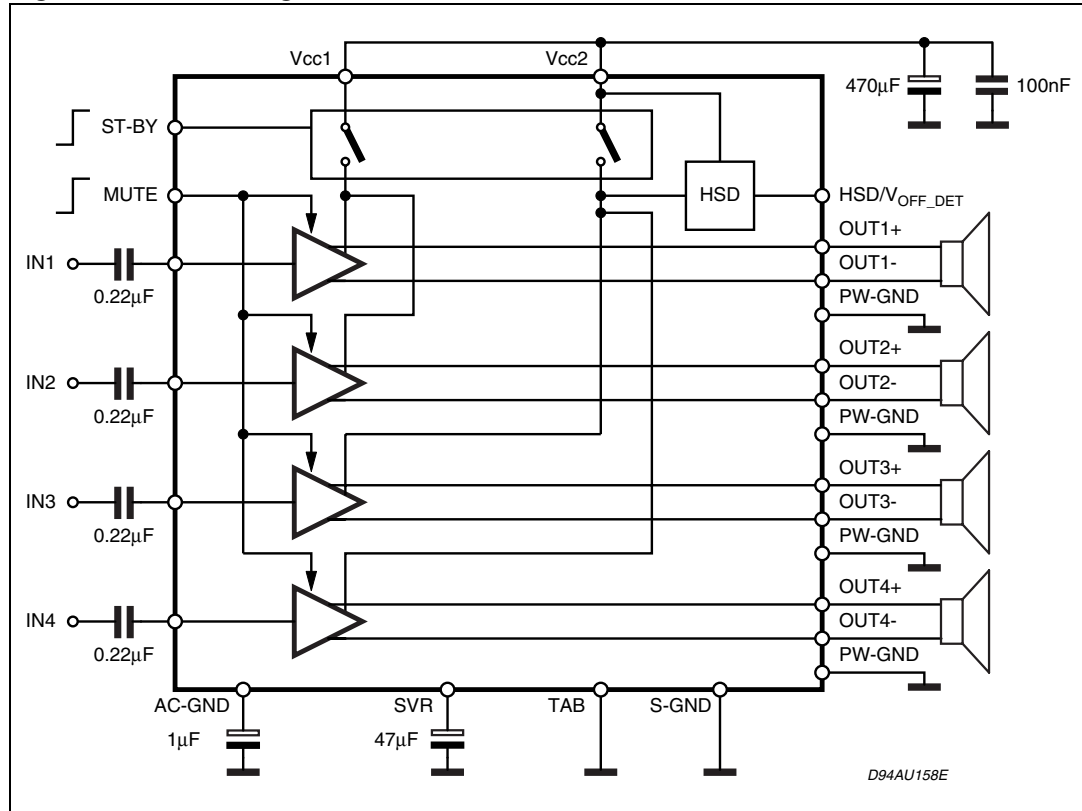 Vcc1
Vcc2
470µF
100nF
ST-BY
MUTE
HSD
HSD/VOFF_DET
OUT1+
OUT1-
PW-GND
IN1
0.22µF
OUT2+
OUT2-
PW-GND
IN2
0.22µF
OUT3+
OUT3-
PW-GND
IN3
0.22µF
OUT4+
OUT4-
PW-GND
IN4
0.22µF
AC-GND
SVR
TAB
S-GND
1µF
47µF
D94AU158E